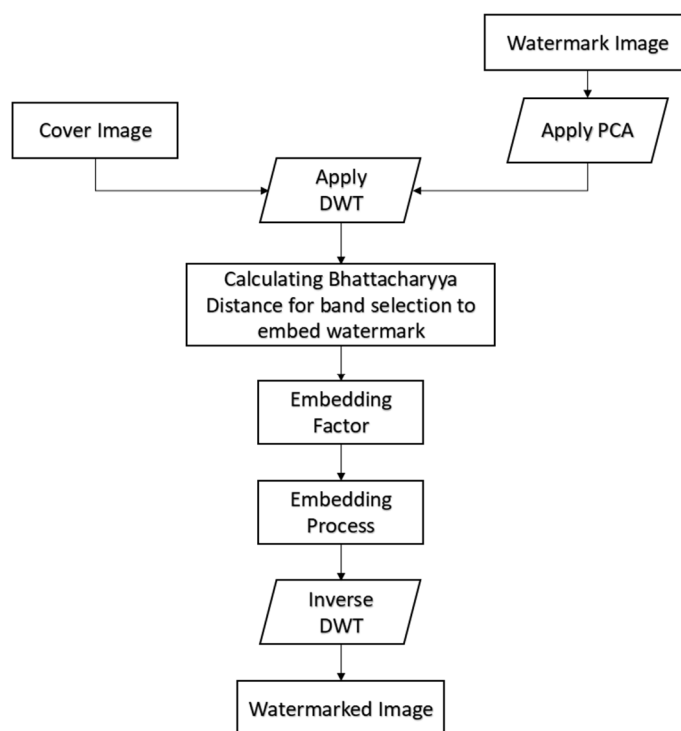 Watermark Image
Cover Image
Apply PCA
Apply
DWT
Calculating Bhattacharyya
Distance for band selection to
embed watermark
Embedding
Factor
Embedding
Process
Inverse
DWT
Watermarked Image